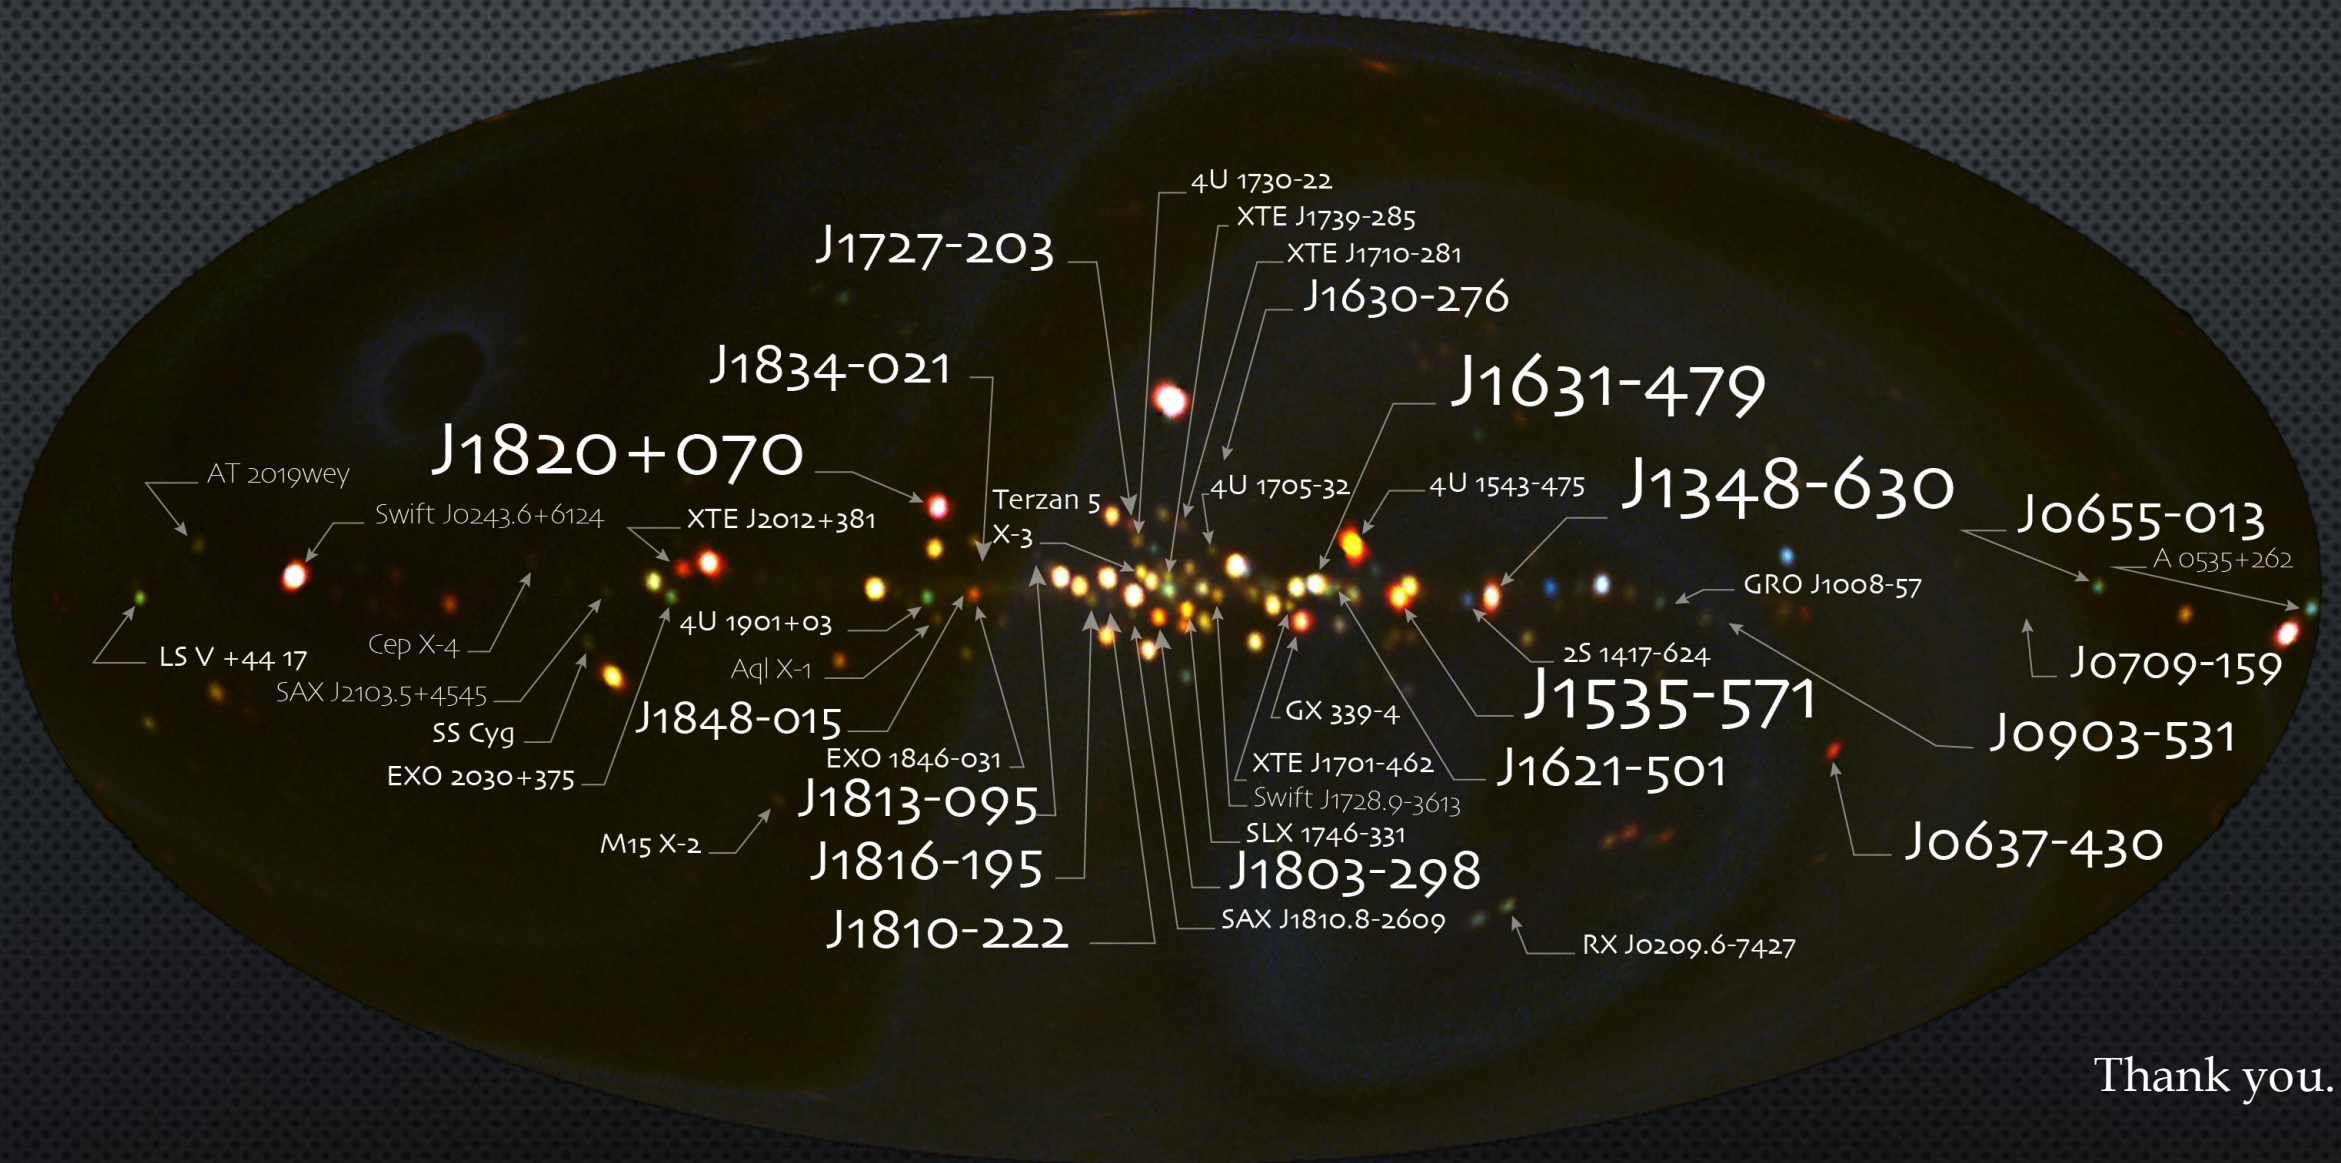 4U 1730-22
XTE J1739-285
J1727-203
XTE J1710-281
J1630-276
J1834-021
J1631-479
J1820+070
AT 2019wey
4U 1705-32
4U 1543-475
J1348-630
Terzan 5
X-3
Swift J0243.6+6124
XTE J2012+381
J0655-013
A 0535+262
GRO J1008-57
4U 1901+03
Cep X-4
LS V +44 17
Aql X-1
2S 1417-624
J0709-159
SAX J2103.5+4545
J1848-015
GX 339-4
J1535-571
SS Cyg
J0903-531
EXO 1846-031
XTE J1701-462
J1621-501
EXO 2030+375
J1813-095
Swift J1728.9-3613
SLX 1746-331
M15 X-2
J0637-430
J1816-195
J1803-298
J1810-222
SAX J1810.8-2609
RX J0209.6-7427
Thank you.